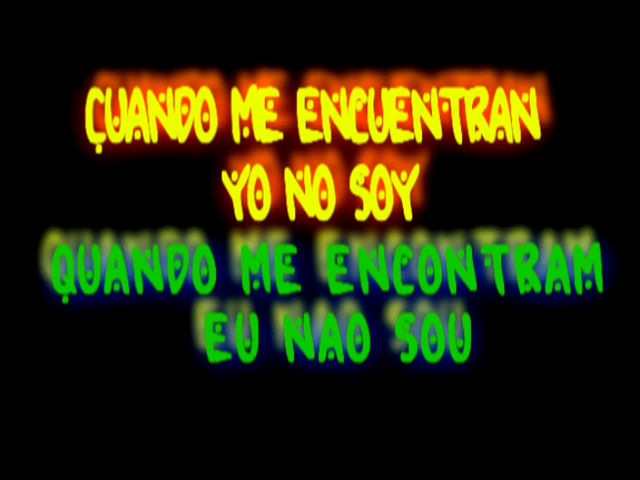 CUANDO ME ENCUENTRAN
YO NO SOY
QUANDO ME ENCONTRAM
EU NAO SOU